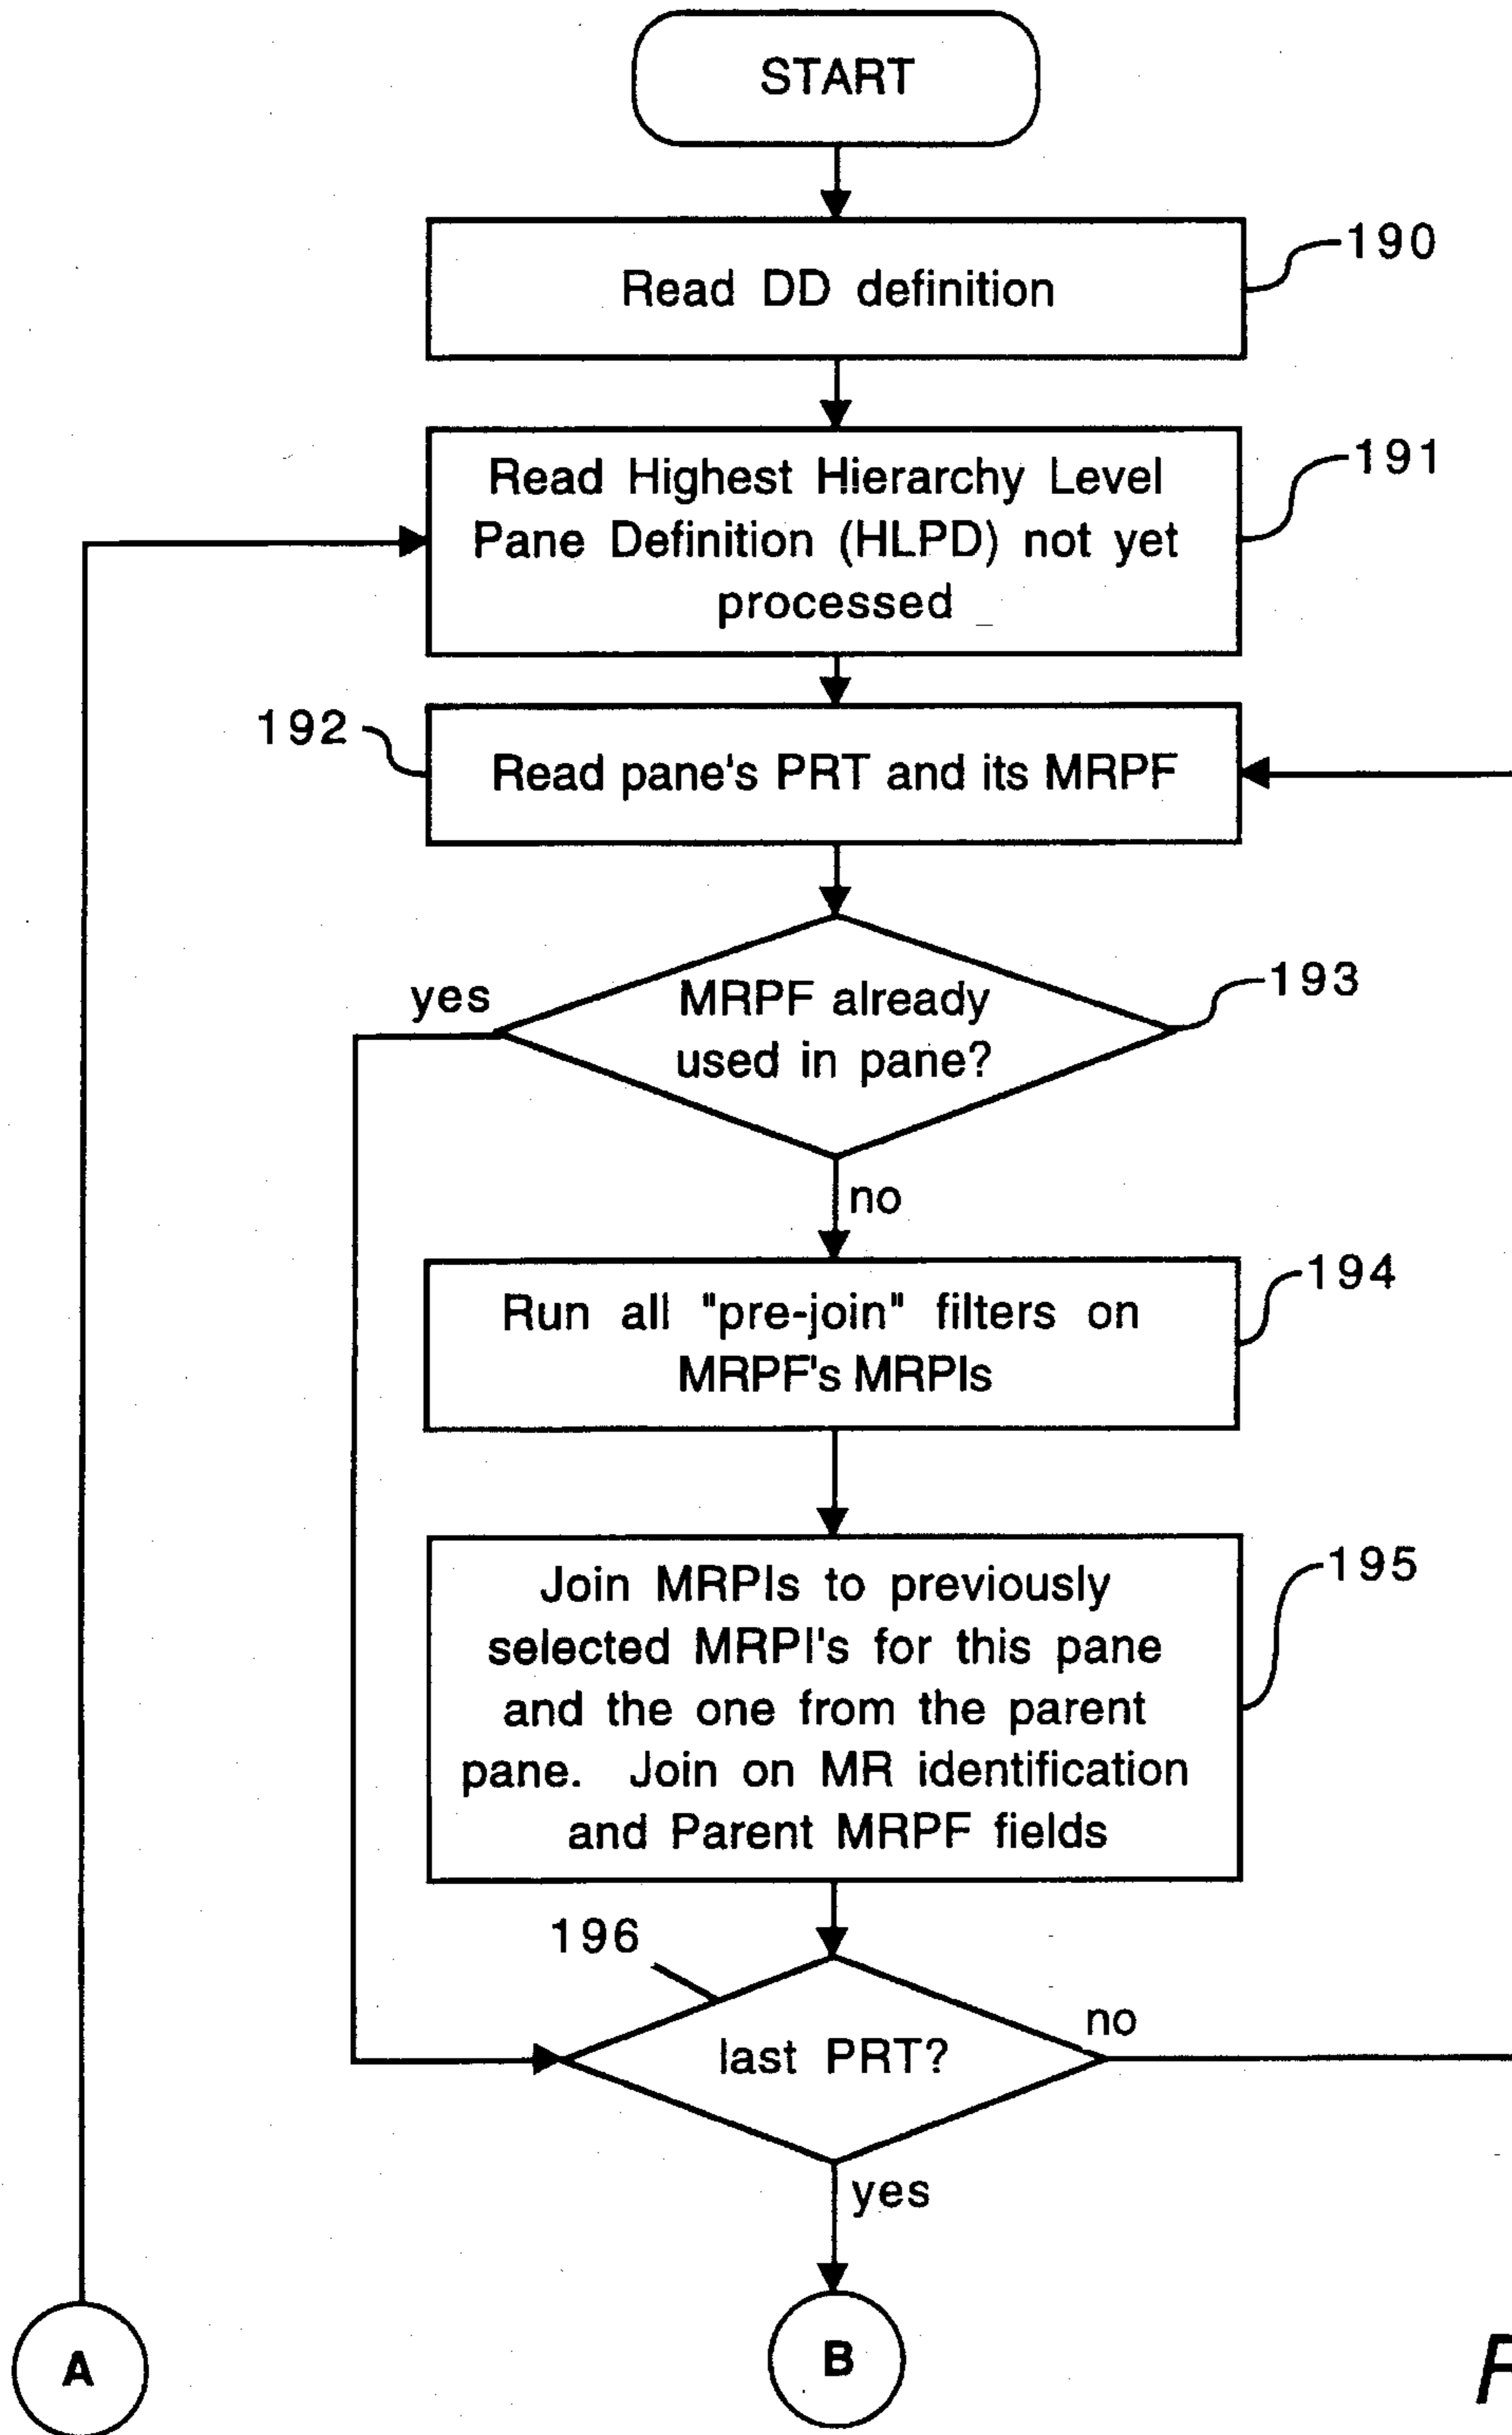 START
Read DD definition
190
Read Highest Hierarchy Level
Pane Definition (HLPD) not yet
processed
191
192
Read pane's PRT and its MRPF
yes
MRPF already
used in pane?
193
no
Run all "pre-join" filters on
MRPF's MRPIs
194
Join MRPIs to previously
selected MRPI's for this pane
and the one from the parent
pane. Join on MR identification
and Parent MRPF fields
195
196
last PRT?
no
yes
A
B